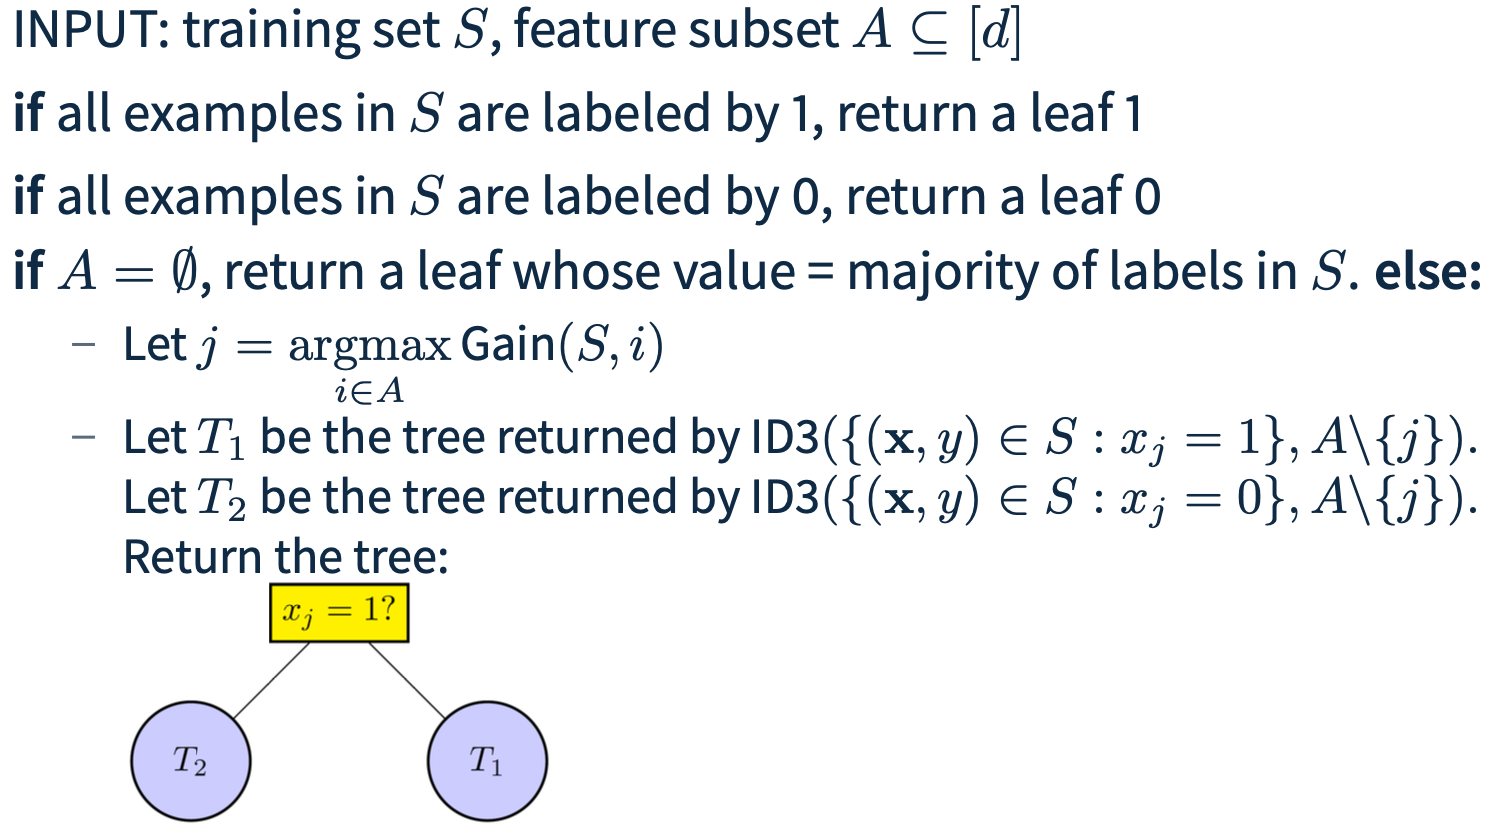 INPUT: training set S, feature subset A ⊆ [d]
if all examples in S are labeled by 1, return a leaf 1
if all examples in S are labeled by 0, return a leaf 0
if A = ∅, return a leaf whose value = majority of labels in S. else:
– Let j = argmax Gain(S, i)
i∈A
– Let T₁ be the tree returned by ID3({(𝐱, y) ∈ S : xⱼ = 1}, A\{j}).
Let T₂ be the tree returned by ID3({(𝐱, y) ∈ S : xⱼ = 0}, A\{j}).
Return the tree:
xⱼ = 1?
T₂ T₁